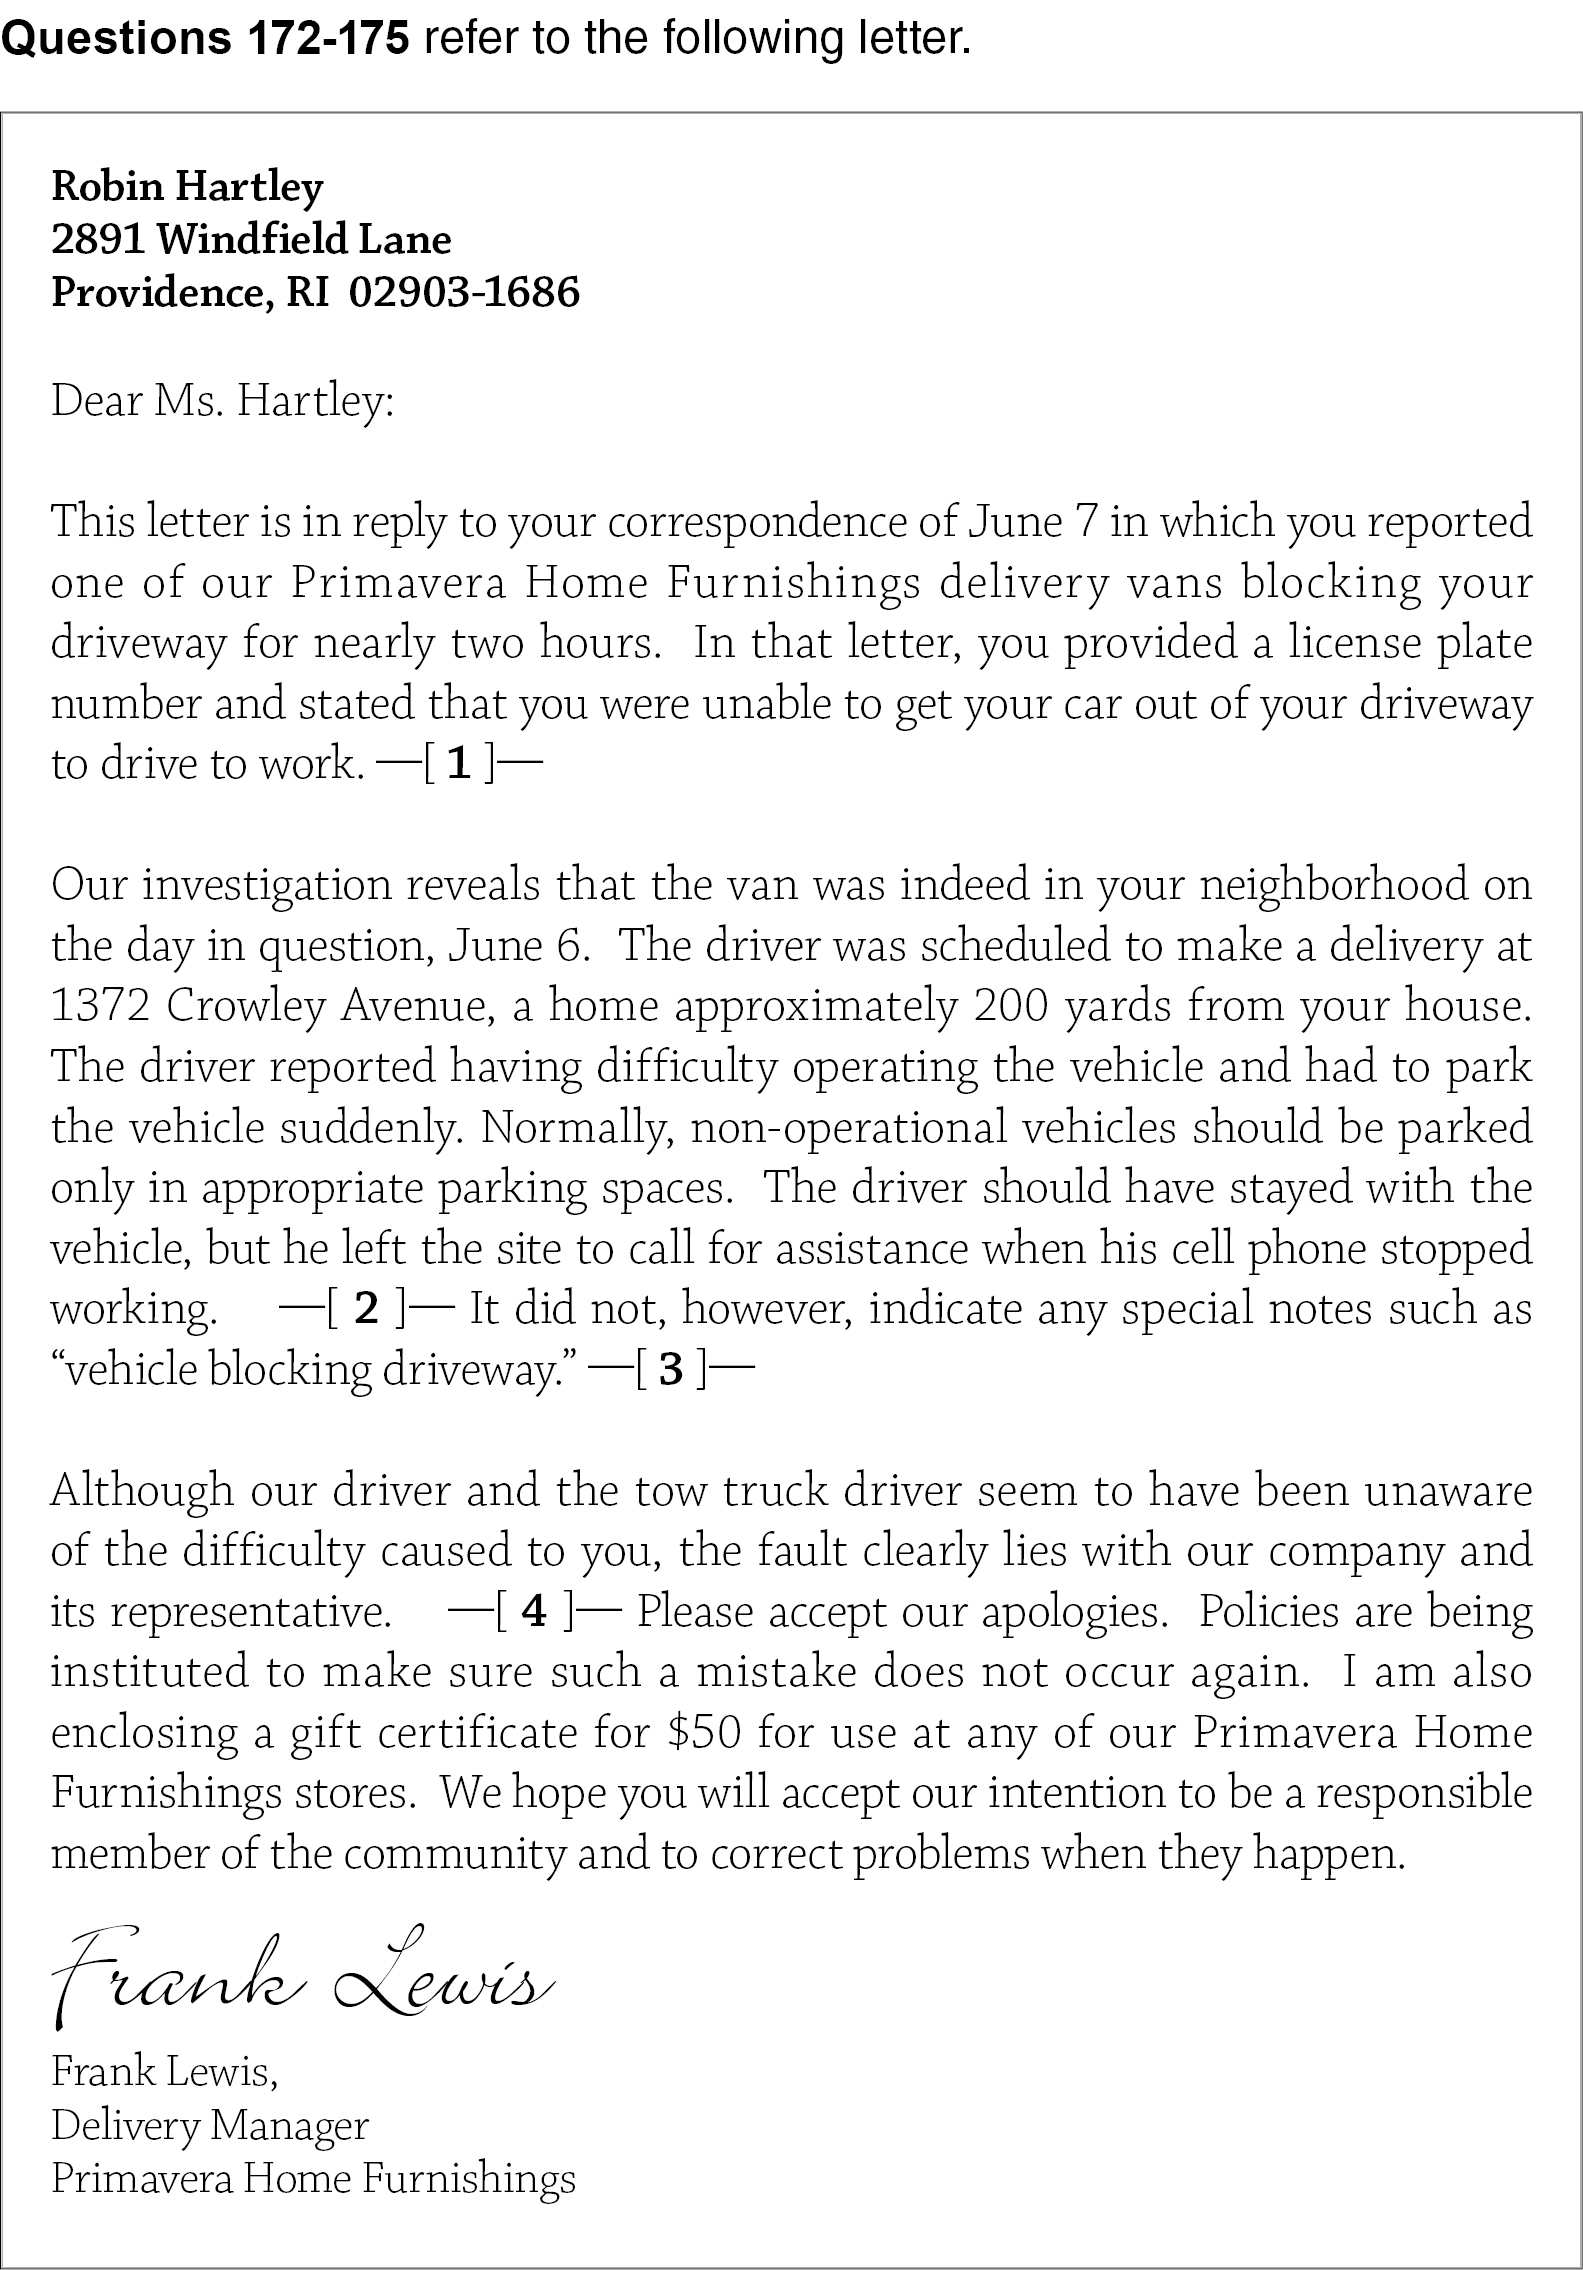 Questions 172-175 refer to the following letter.
Robin Hartley
2891 Windfield Lane
Providence, RI 02903-1686
Dear Ms. Hartley:
This letter is in reply to your correspondence of June 7 in which you reported
one of our Primavera Home Furnishings delivery vans blocking your
driveway for nearly two hours. In that letter, you provided a license plate
number and stated that you were unable to get your car out of your driveway
to drive to work. —[ 1 ]—
Our investigation reveals that the van was indeed in your neighborhood on
the day in question, June 6. The driver was scheduled to make a delivery at
1372 Crowley Avenue, a home approximately 200 yards from your house.
The driver reported having difficulty operating the vehicle and had to park
the vehicle suddenly. Normally, non-operational vehicles should be parked
only in appropriate parking spaces. The driver should have stayed with the
vehicle, but he left the site to call for assistance when his cell phone stopped
working. —[ 2 ]— It did not, however, indicate any special notes such as
“vehicle blocking driveway.” —[ 3 ]—
Although our driver and the tow truck driver seem to have been unaware
of the difficulty caused to you, the fault clearly lies with our company and
its representative. —[ 4 ]— Please accept our apologies. Policies are being
instituted to make sure such a mistake does not occur again. I am also
enclosing a gift certificate for $50 for use at any of our Primavera Home
Furnishings stores. We hope you will accept our intention to be a responsible
member of the community and to correct problems when they happen.
Frank Lewis
Frank Lewis,
Delivery Manager
Primavera Home Furnishings